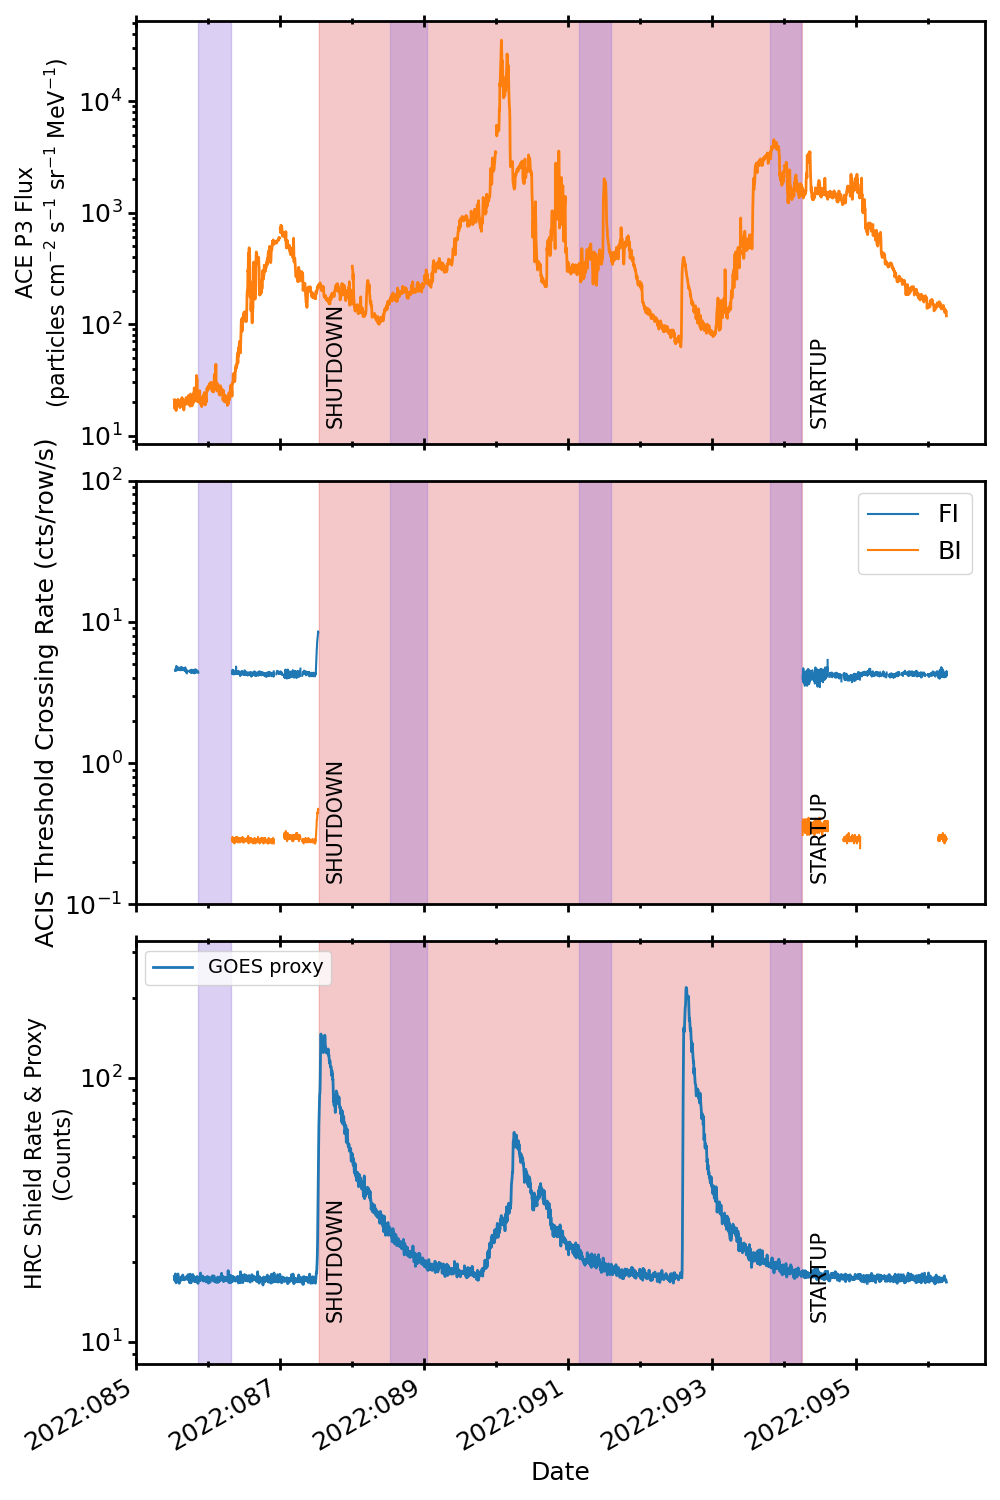 ACE P3 Flux
(particles cm⁻² s⁻¹ sr⁻¹ MeV⁻¹)
10⁴
10³
10²
10¹
SHUTDOWN
STARTUP
ACIS Threshold Crossing Rate (cts/row/s)
10²
10¹
10⁰
10⁻¹
FI
BI
SHUTDOWN
STARTUP
HRC Shield Rate & Proxy
(Counts)
10²
10¹
GOES proxy
SHUTDOWN
STARTUP
2022:085
2022:087
2022:089
2022:091
2022:093
2022:095
Date